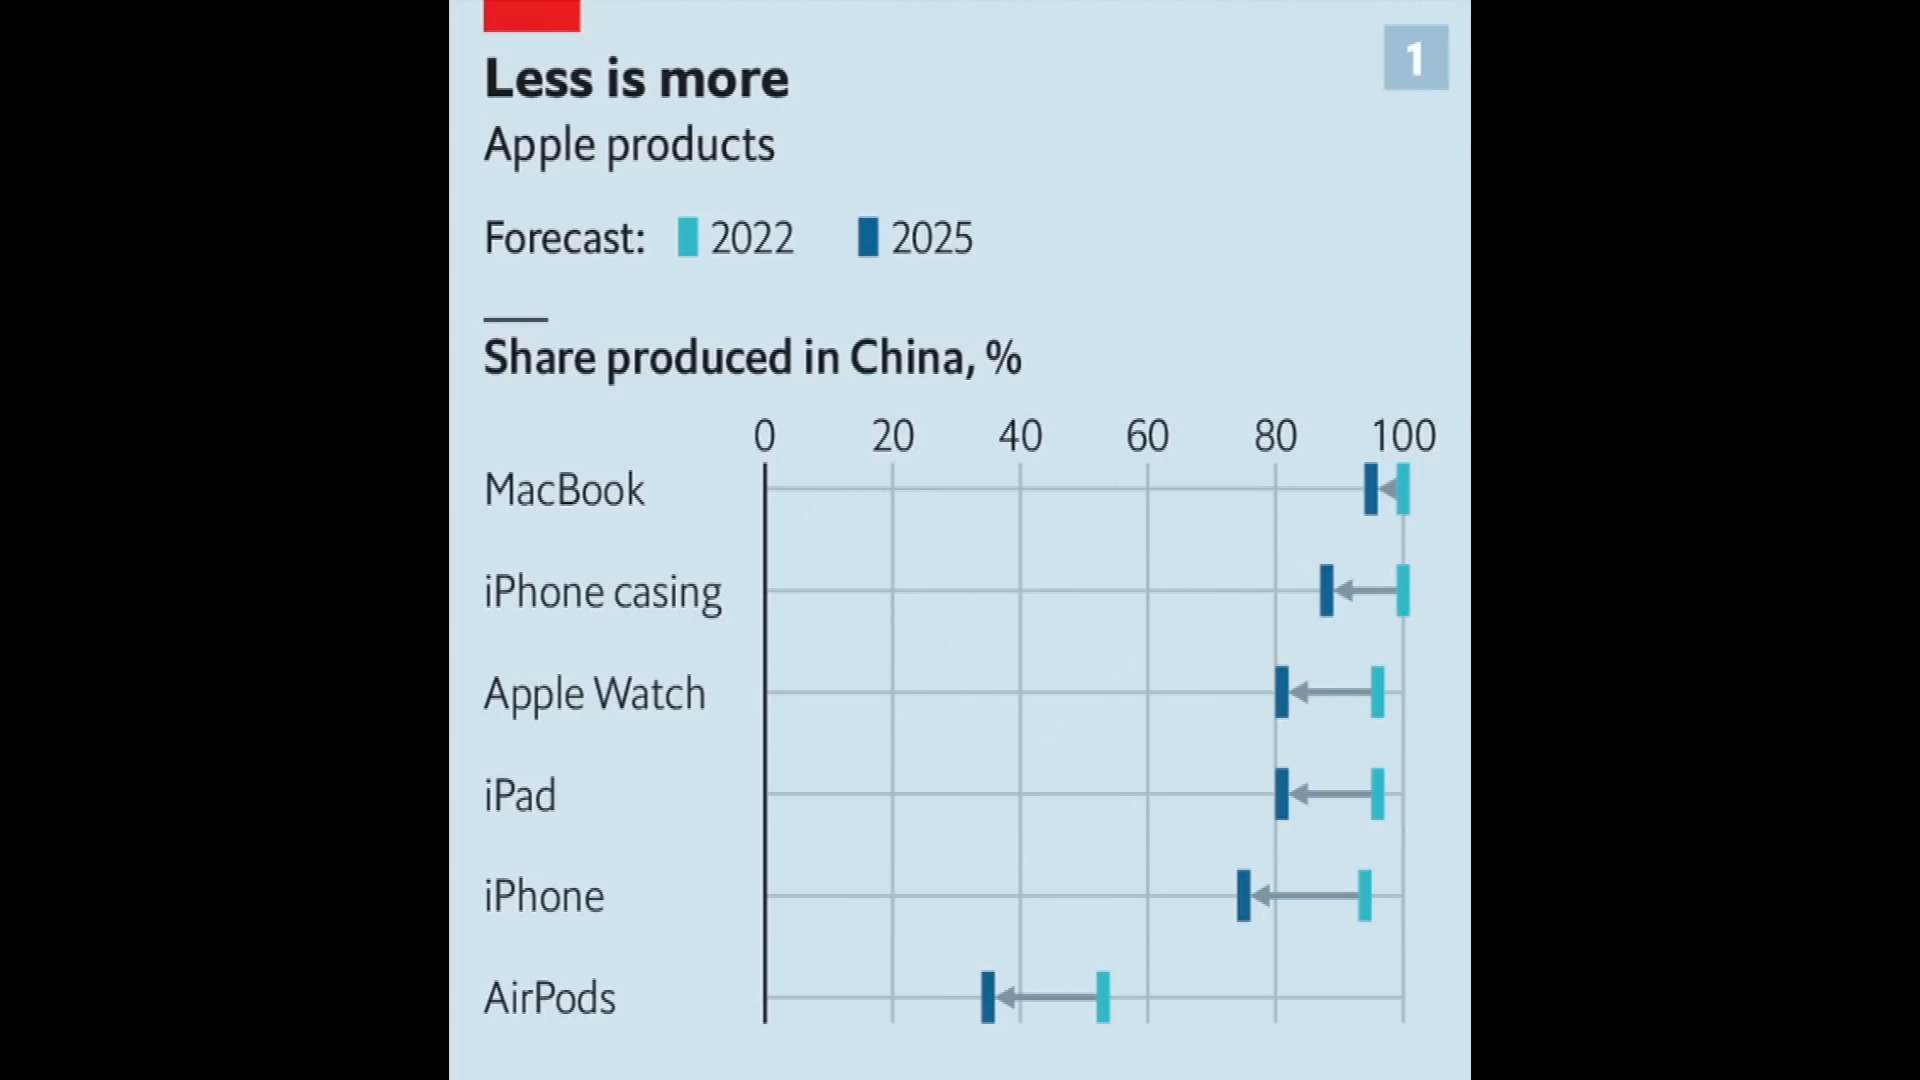 1
Less is more
Apple products
Forecast: 2022 2025
Share produced in China, %
0 20 40 60 80 100
MacBook
iPhone casing
Apple Watch
iPad
iPhone
AirPods